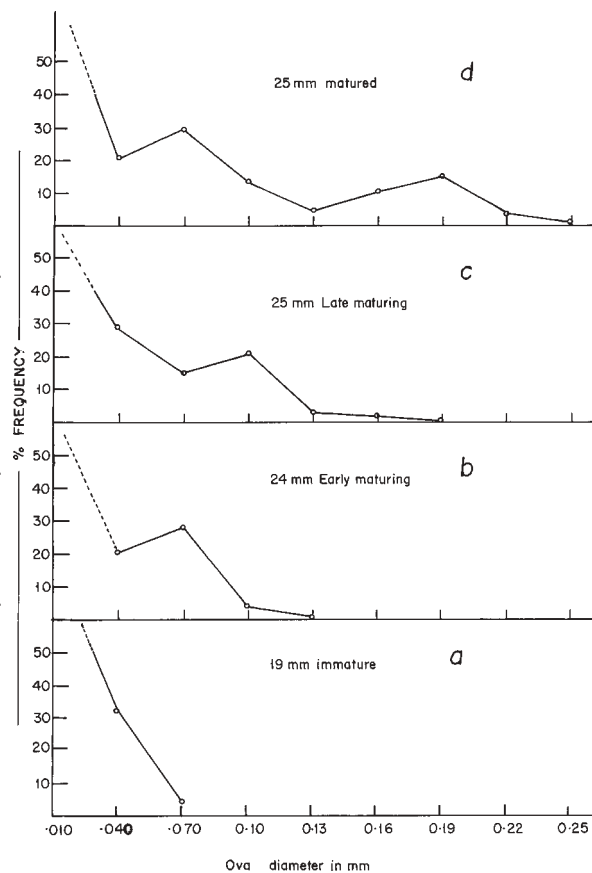 50
40
30
20
10
25 mm matured
d
50
40
30
20
10
25 mm Late maturing
c
50
40
30
20
10
24 mm Early maturing
b
50
40
30
20
10
19 mm immature
a
% FREQUENCY
·010 ·040 ·070 0·10 0·13 0·16 0·19 0·22 0·25
Ova diameter in mm